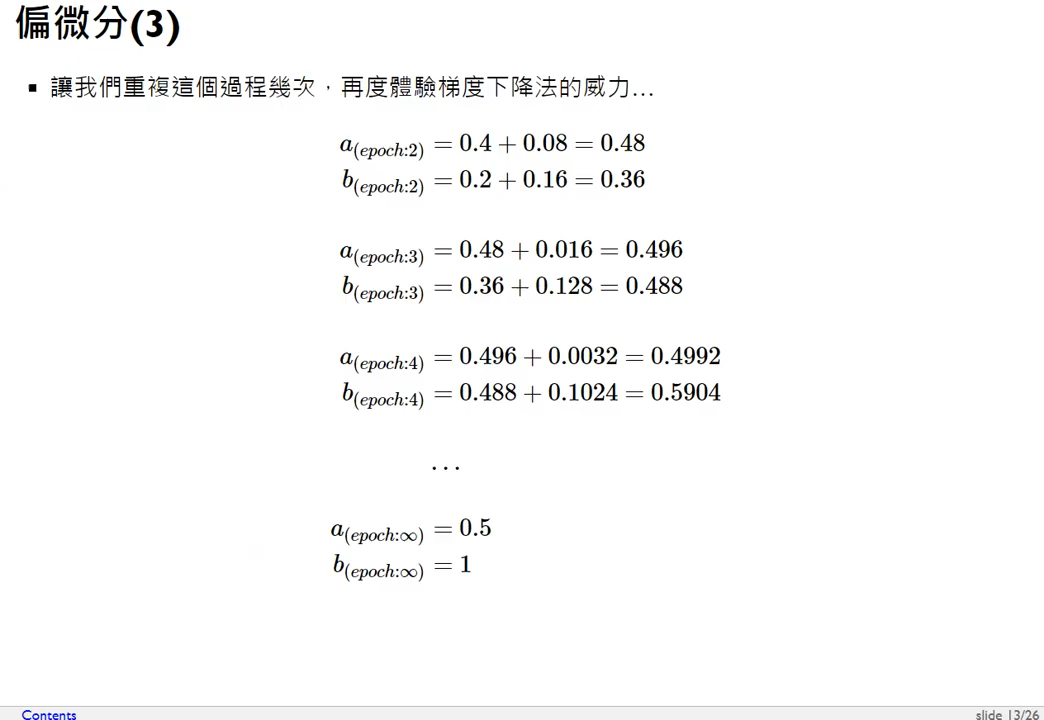 偏微分(3)
▪ 讓我們重複這個過程幾次，再度體驗梯度下降法的威力…
a(epoch:2) = 0.4 + 0.08 = 0.48
b(epoch:2) = 0.2 + 0.16 = 0.36
a(epoch:3) = 0.48 + 0.016 = 0.496
b(epoch:3) = 0.36 + 0.128 = 0.488
a(epoch:4) = 0.496 + 0.0032 = 0.4992
b(epoch:4) = 0.488 + 0.1024 = 0.5904
...
a(epoch:∞) = 0.5
b(epoch:∞) = 1
Contents
slide 13/26